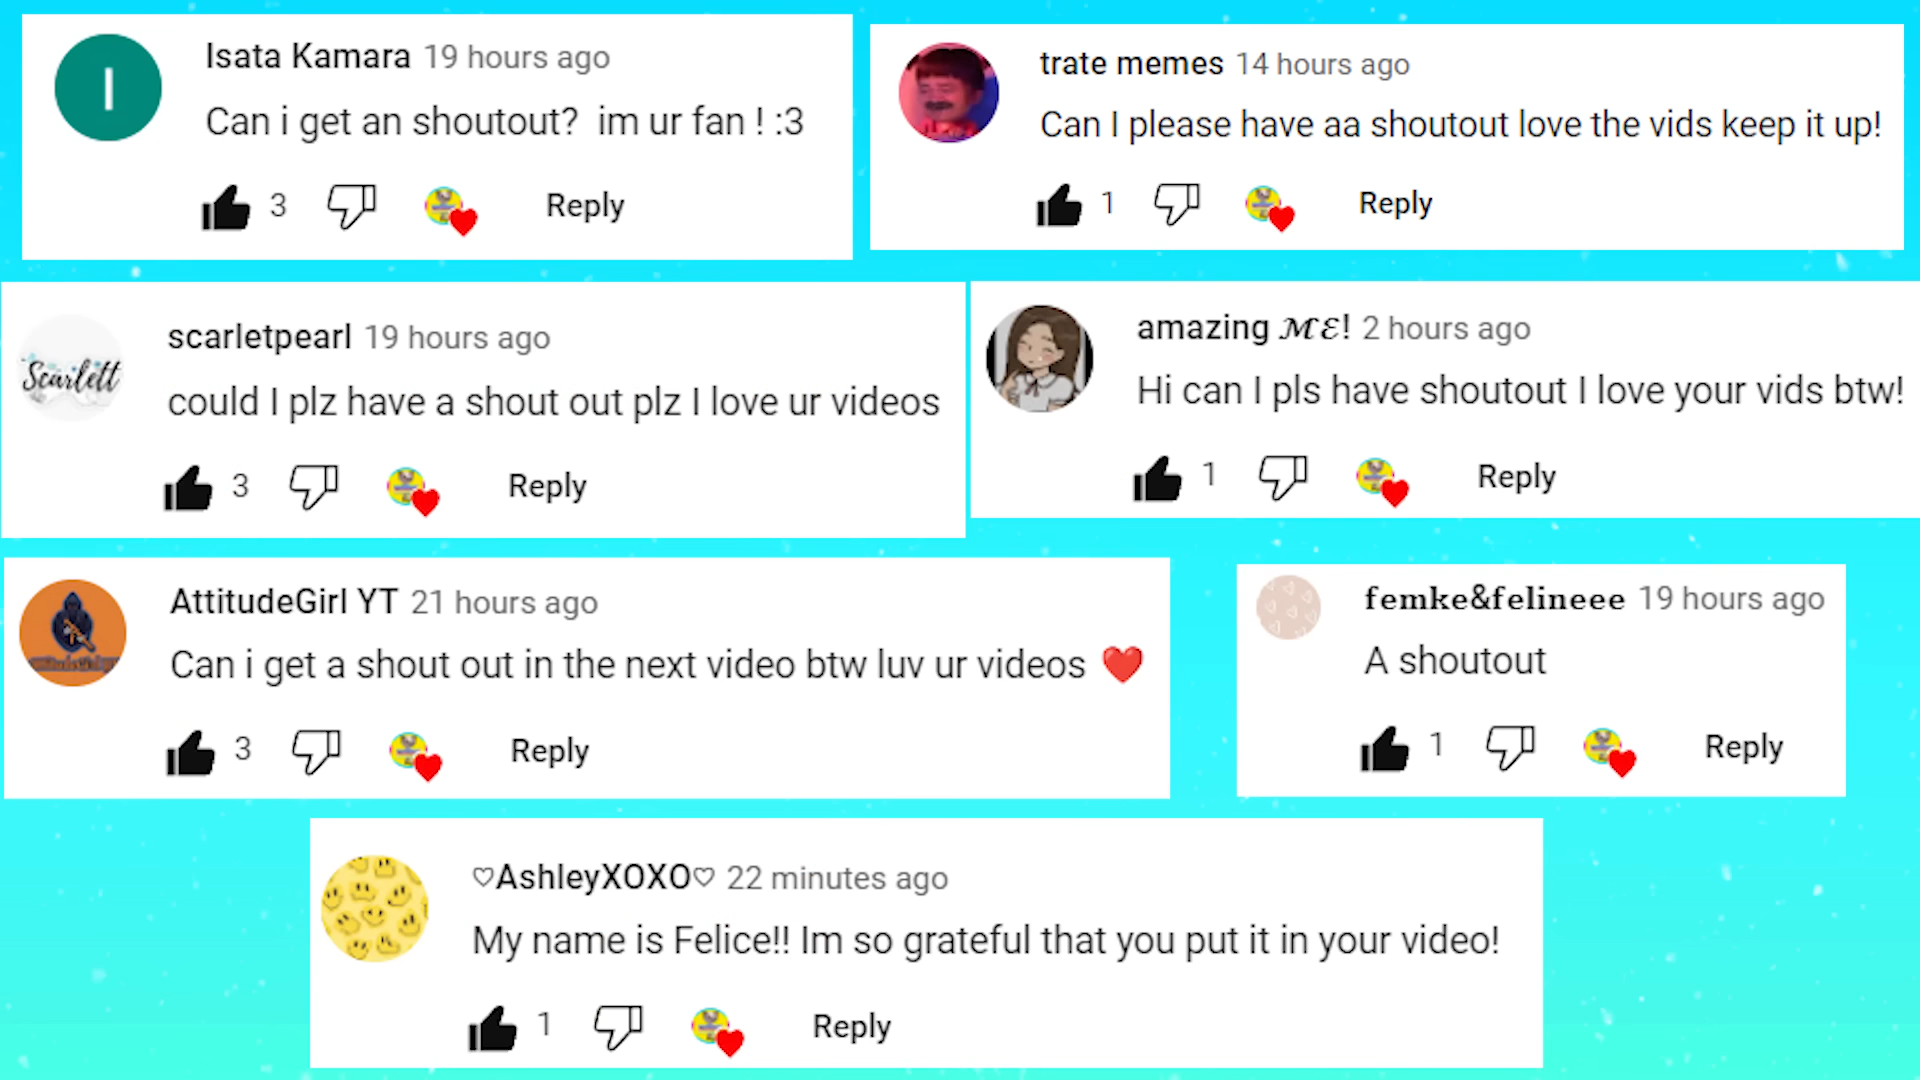 I
Isata Kamara 19 hours ago
Can i get an shoutout? im ur fan ! :3
3 Reply
trate memes 14 hours ago
Can I please have aa shoutout love the vids keep it up!
1 Reply
Scarlett
scarletpearl 19 hours ago
could I plz have a shout out plz I love ur videos
3 Reply
amazing 𝓜𝓔! 2 hours ago
Hi can I pls have shoutout I love your vids btw!
1 Reply
AttitudeGirl YT 21 hours ago
Can i get a shout out in the next video btw luv ur videos ❤️
3 Reply
𝐟𝐞𝐦𝐤𝐞&𝐟𝐞𝐥𝐢𝐧𝐞𝐞𝐞 19 hours ago
A shoutout
1 Reply
♡AshleyXOXO♡ 22 minutes ago
My name is Felice!! Im so grateful that you put it in your video!
1 Reply